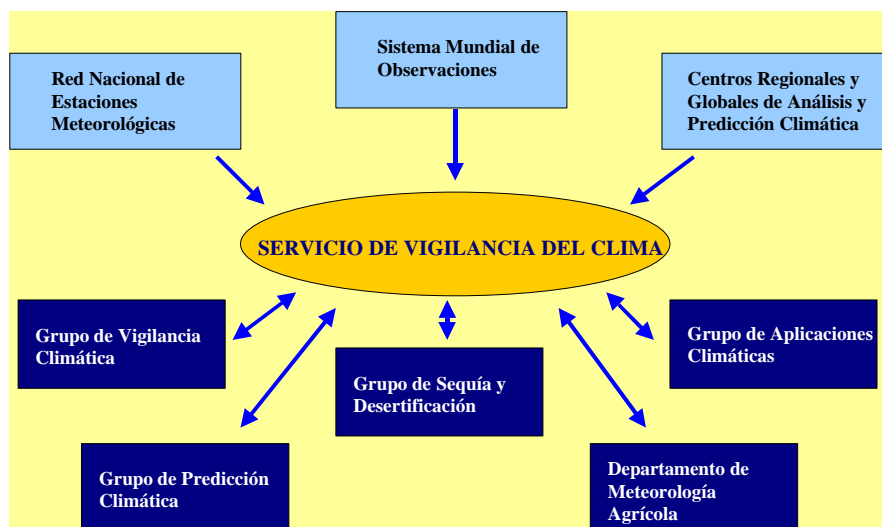 Red Nacional de
Estaciones
Meteorológicas
Sistema Mundial de
Observaciones
Centros Regionales y
Globales de Análisis y
Predicción Climática
SERVICIO DE VIGILANCIA DEL CLIMA
Grupo de Vigilancia
Climática
Grupo de Sequía y
Desertificación
Grupo de Aplicaciones
Climáticas
Grupo de Predicción
Climática
Departamento de
Meteorología
Agrícola